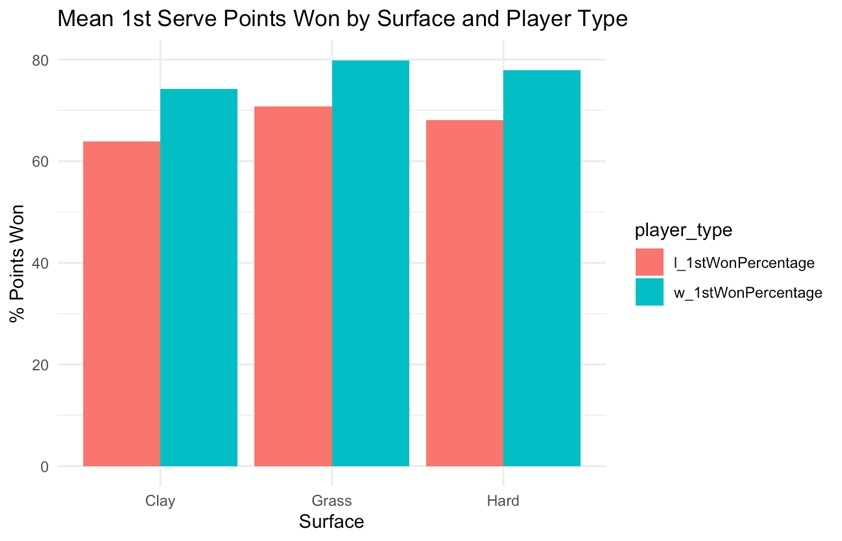 Mean 1st Serve Points Won by Surface and Player Type
% Points Won
80
60
40
20
0
Clay Grass Hard
Surface
player_type
l_1stWonPercentage
w_1stWonPercentage